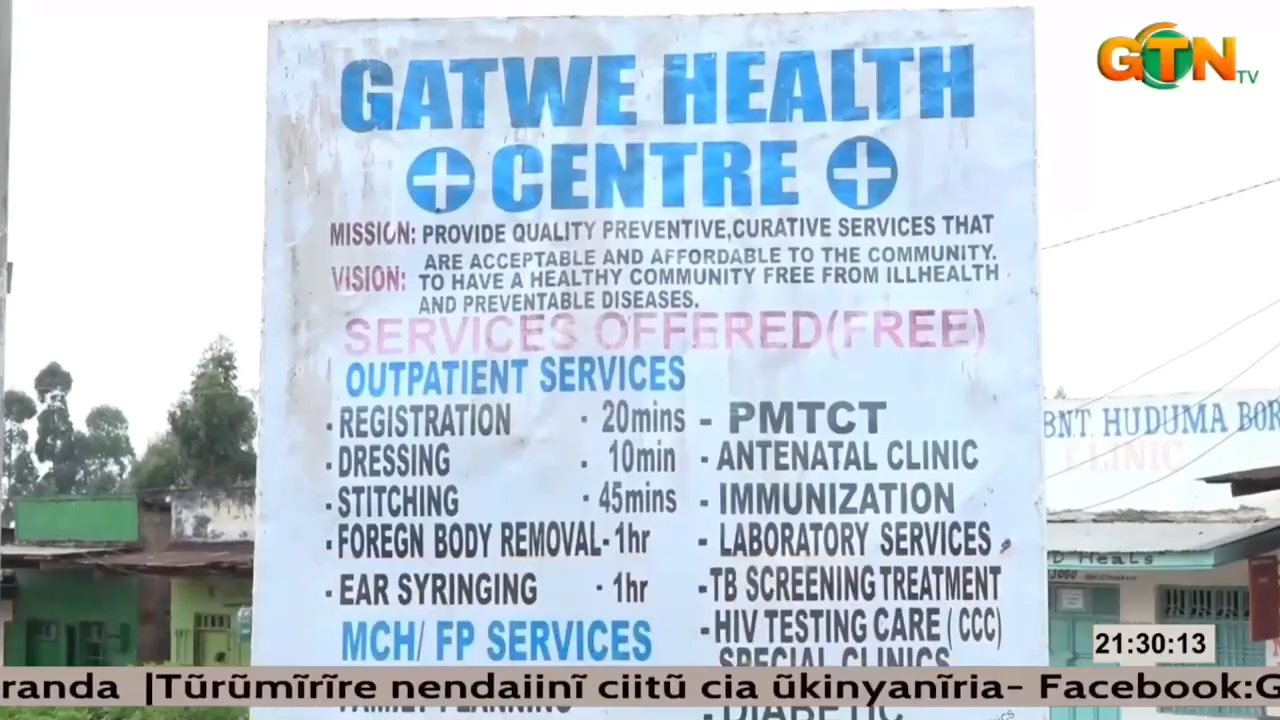 GTN TV
GATWE HEALTH
CENTRE
MISSION: PROVIDE QUALITY PREVENTIVE,CURATIVE SERVICES THAT
ARE ACCEPTABLE AND AFFORDABLE TO THE COMMUNITY.
VISION: TO HAVE A HEALTHY COMMUNITY FREE FROM ILLHEALTH
AND PREVENTABLE DISEASES.
SERVICES OFFERED(FREE)
OUTPATIENT SERVICES
- REGISTRATION - 20mins
- DRESSING - 10min
- STITCHING - 45mins
- FOREGN BODY REMOVAL- 1hr
- EAR SYRINGING - 1hr
MCH/ FP SERVICES
FAMILY PLANNING
- PMTCT
- ANTENATAL CLINIC
- IMMUNIZATION
- LABORATORY SERVICES
-TB SCREENING TREATMENT
-HIV TESTING CARE ( CCC)
SPECIAL CLINICS
- DIABETIC
BNT. HUDUMA BOR
CLINIC
21:30:13
randa |Tũrũmĩrĩre nendaiinĩ ciitũ cia ũkinyanĩria- Facebook:G